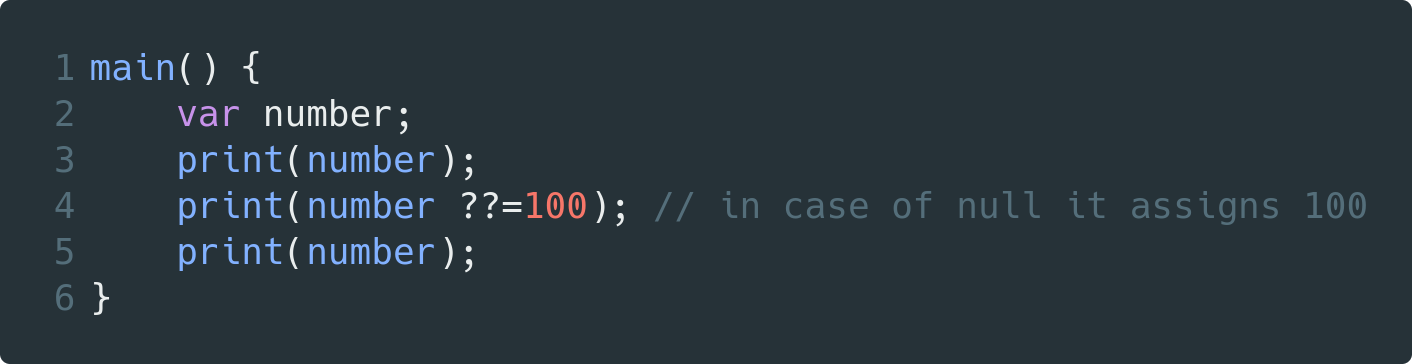 1 main() {
2     var number;
3     print(number);
4     print(number ??=100); // in case of null it assigns 100
5     print(number);
6 }